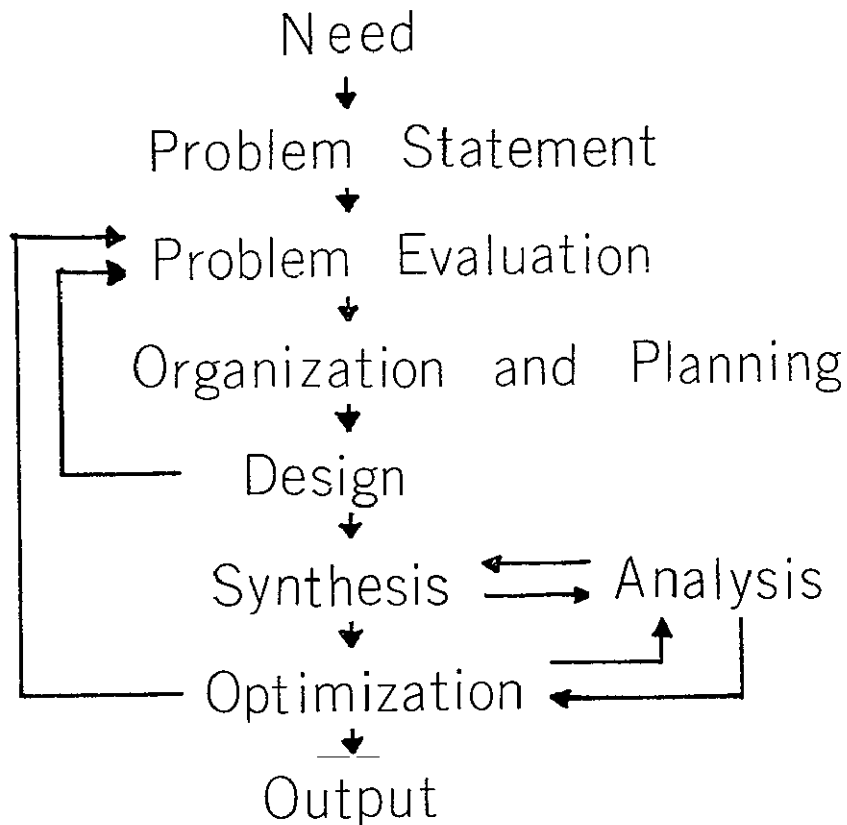 Need
Problem Statement
Problem Evaluation
Organization and Planning
Design
Synthesis Analysis
Optimization
Output